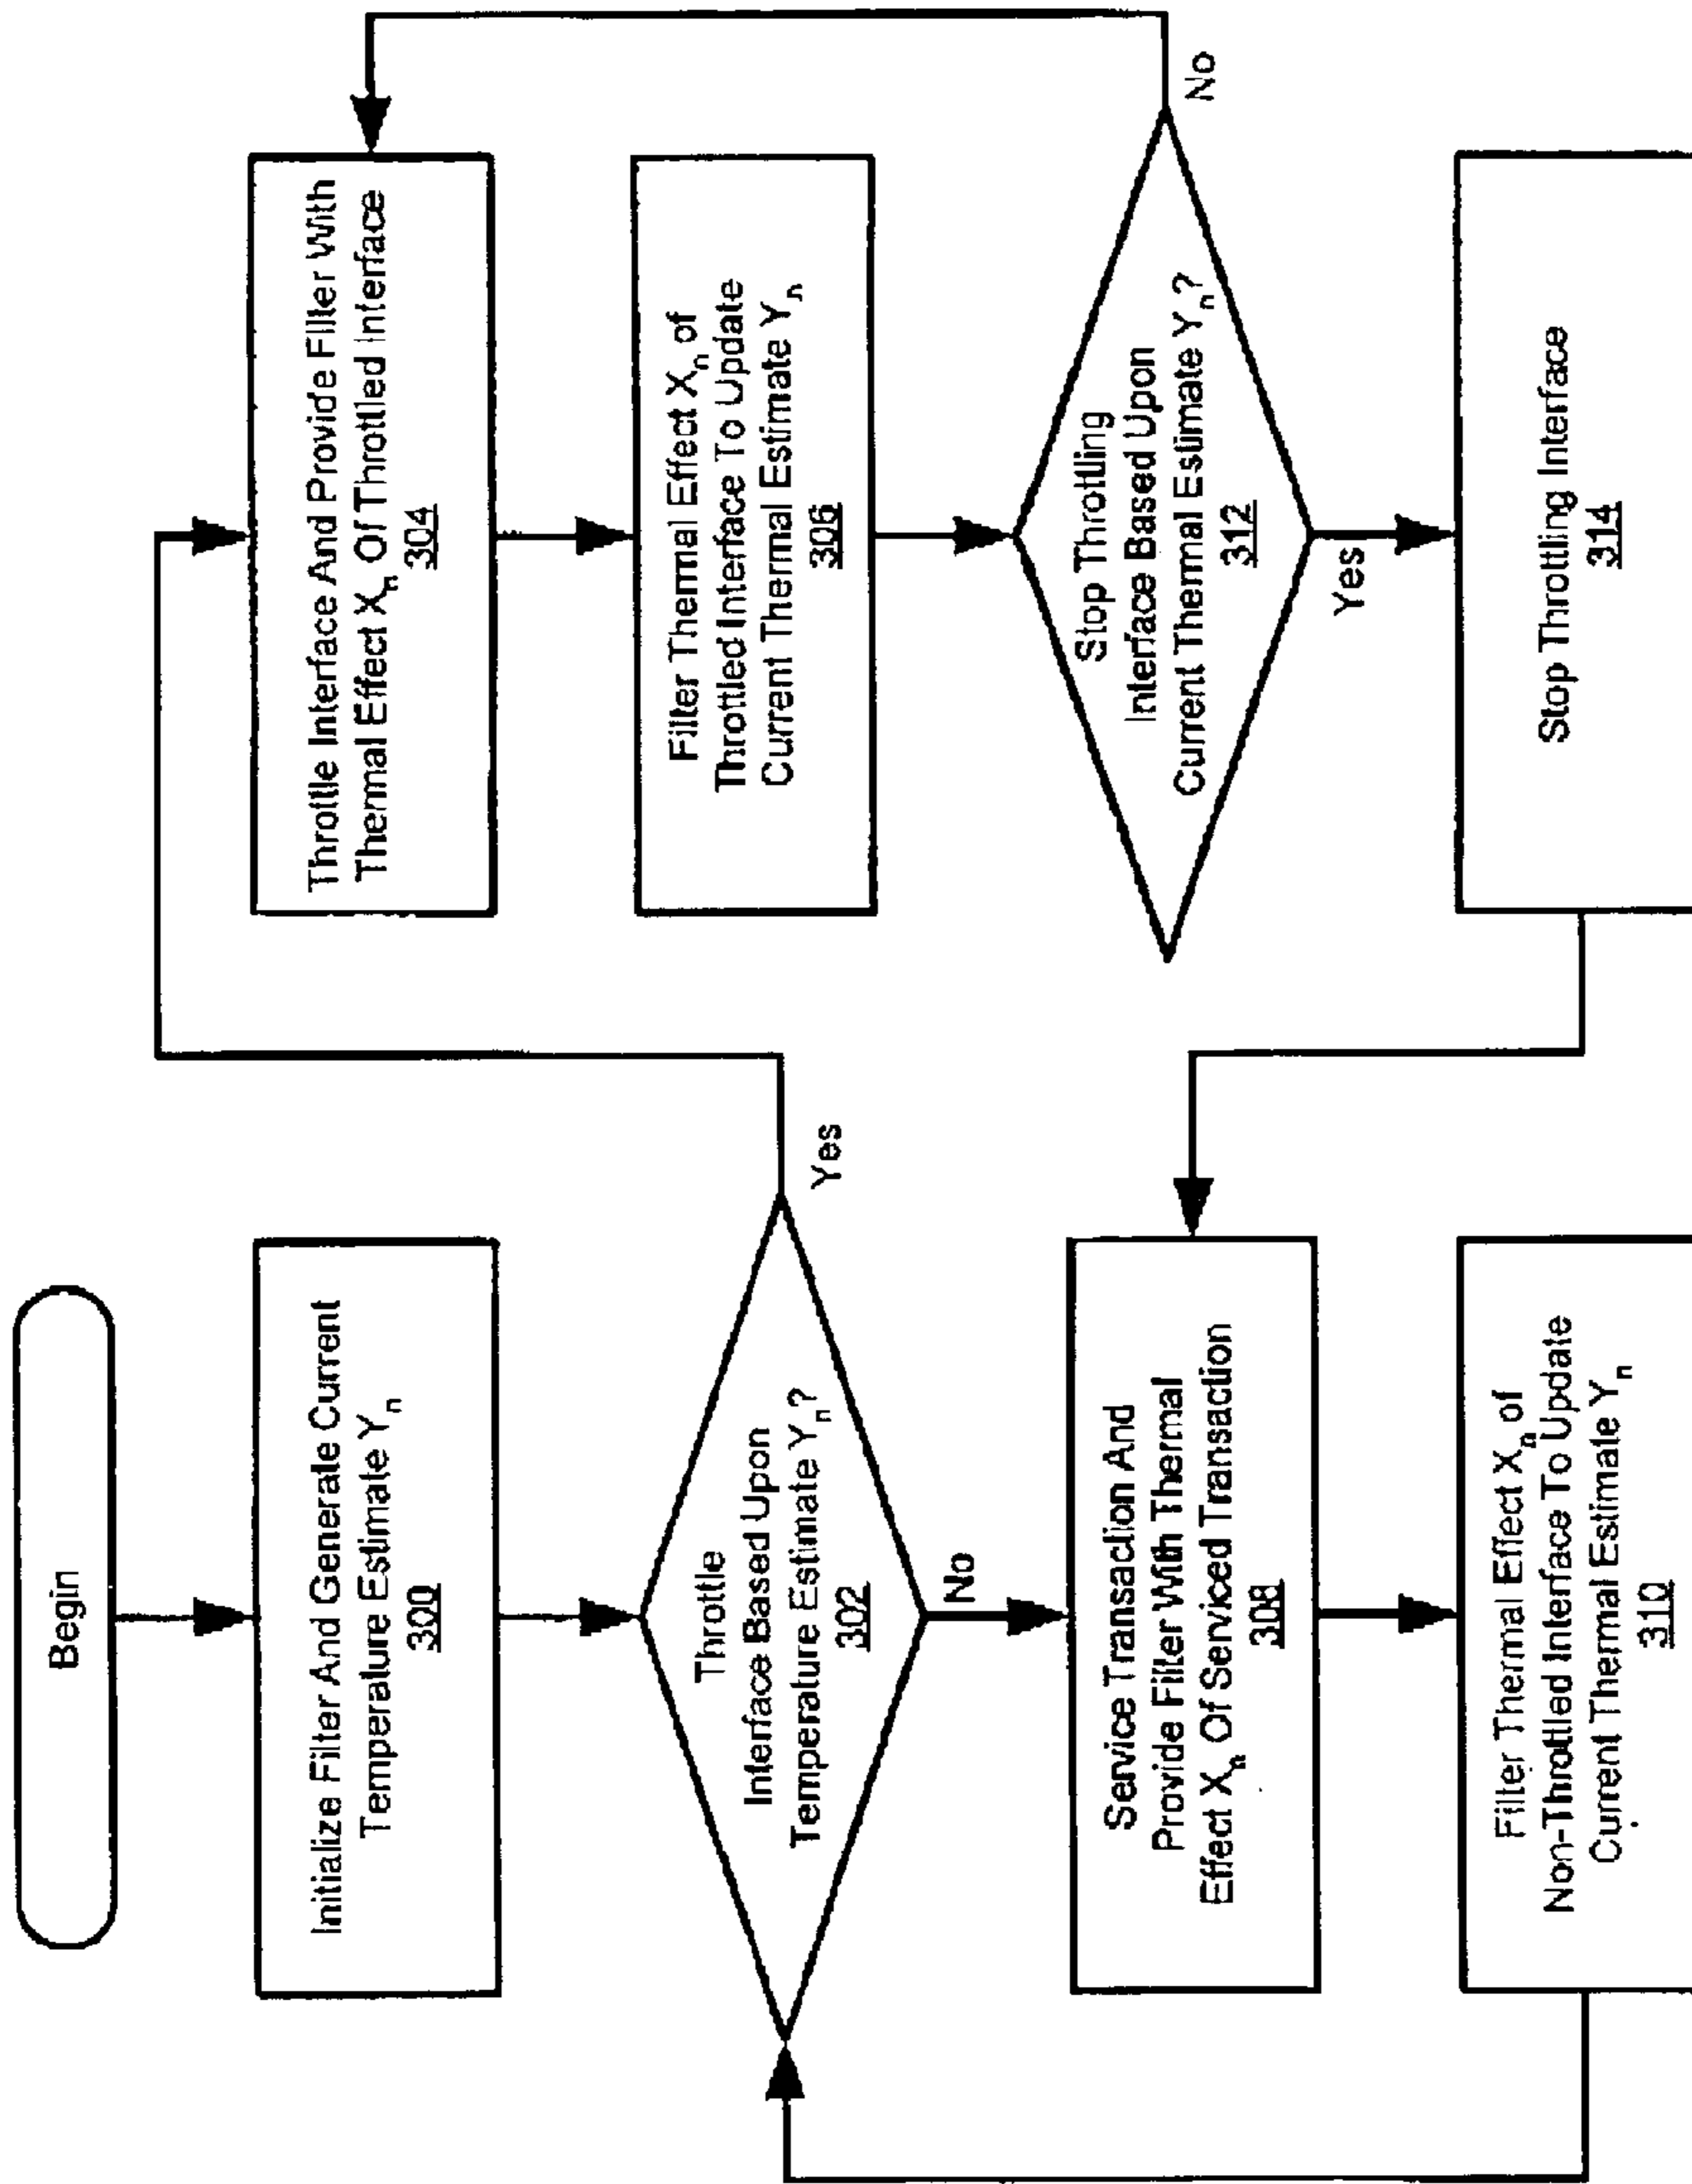 Begin
Initialize Filter And Generate Current
Temperature Estimate Yn
300
Throttle
Interface Based Upon
Temperature Estimate Yn?
302
Yes
No
Service Transaction And
Provide Filter With Thermal
Effect Xn Of Serviced Transaction
308
Filter Thermal Effect Xn of
Non-Throttled Interface To Update
Current Thermal Estimate Yn
310
Throttle Interface And Provide Filter With
Thermal Effect Xn Of Throttled Interface
304
Filter Thermal Effect Xn of
Throttled Interface To Update
Current Thermal Estimate Yn
306
Stop Throttling
Interface Based Upon
Current Thermal Estimate Yn?
312
No
Yes
Stop Throttling Interface
314